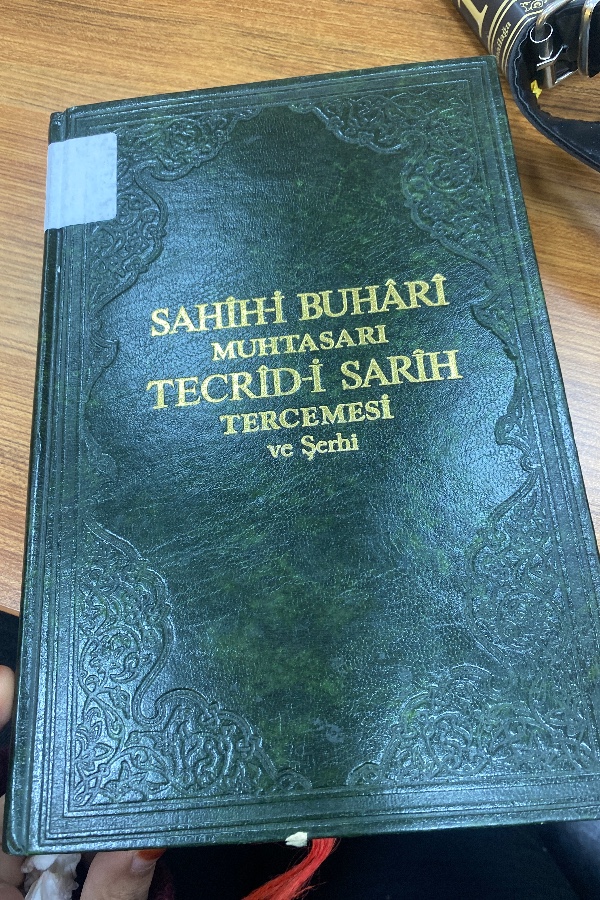 SAHÎH-İ BUHÂRÎ
MUHTASARI
TECRÎD-İ SARÎH
TERCEMESİ
ve Şerhi